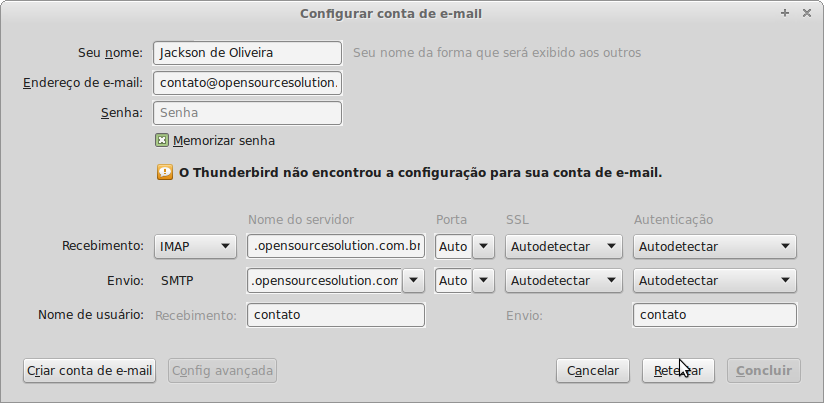 Configurar conta de e-mail
Seu nome: Jackson de Oliveira Seu nome da forma que será exibido aos outros
Endereço de e-mail: contato@opensourcesolution.
Senha: Senha
Memorizar senha
O Thunderbird não encontrou a configuração para sua conta de e-mail.
Nome do servidor Porta SSL Autenticação
Recebimento: IMAP .opensourcesolution.com.br Auto Autodetectar Autodetectar
Envio: SMTP .opensourcesolution.com Auto Autodetectar Autodetectar
Nome de usuário: Recebimento: contato Envio: contato
Criar conta de e-mail Config avançada Cancelar Concluir